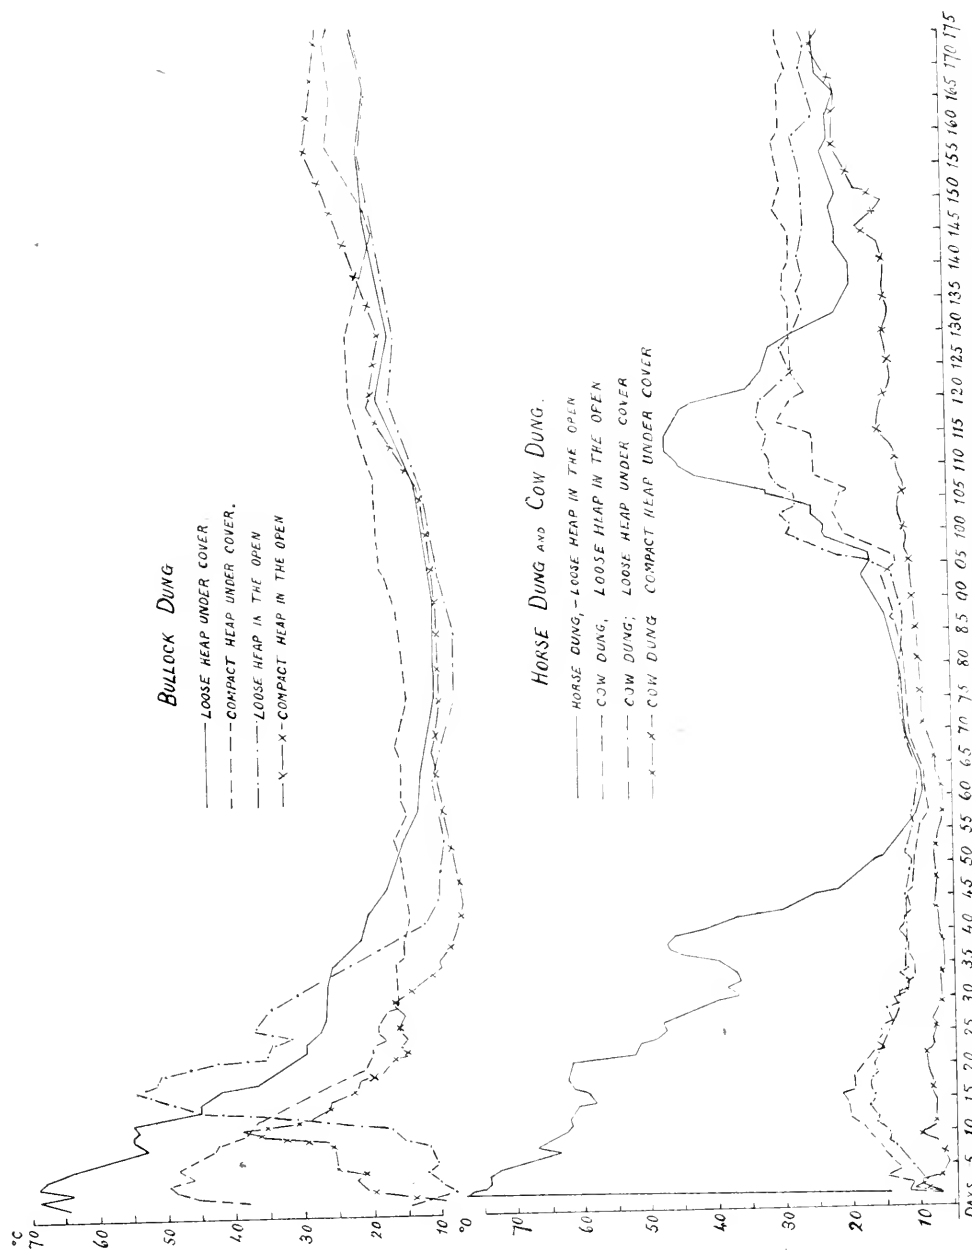 BULLOCK DUNG
LOOSE HEAP UNDER COVER.
COMPACT HEAP UNDER COVER.
LOOSE HEAP IN THE OPEN
COMPACT HEAP IN THE OPEN
°C
70
60
50
40
30
20
10
HORSE DUNG AND COW DUNG.
HORSE DUNG,- LOOSE HEAP IN THE OPEN
COW DUNG, LOOSE HEAP IN THE OPEN
COW DUNG; LOOSE HEAP UNDER COVER
COW DUNG COMPACT HEAP UNDER COVER
°C
70
60
50
40
30
20
10
DAYS 5 10 15 20 25 30 35 40 45 50 55 60 65 70 75 80 85 90 95 100 105 110 115 120 125 130 135 140 145 150 155 160 165 170 175